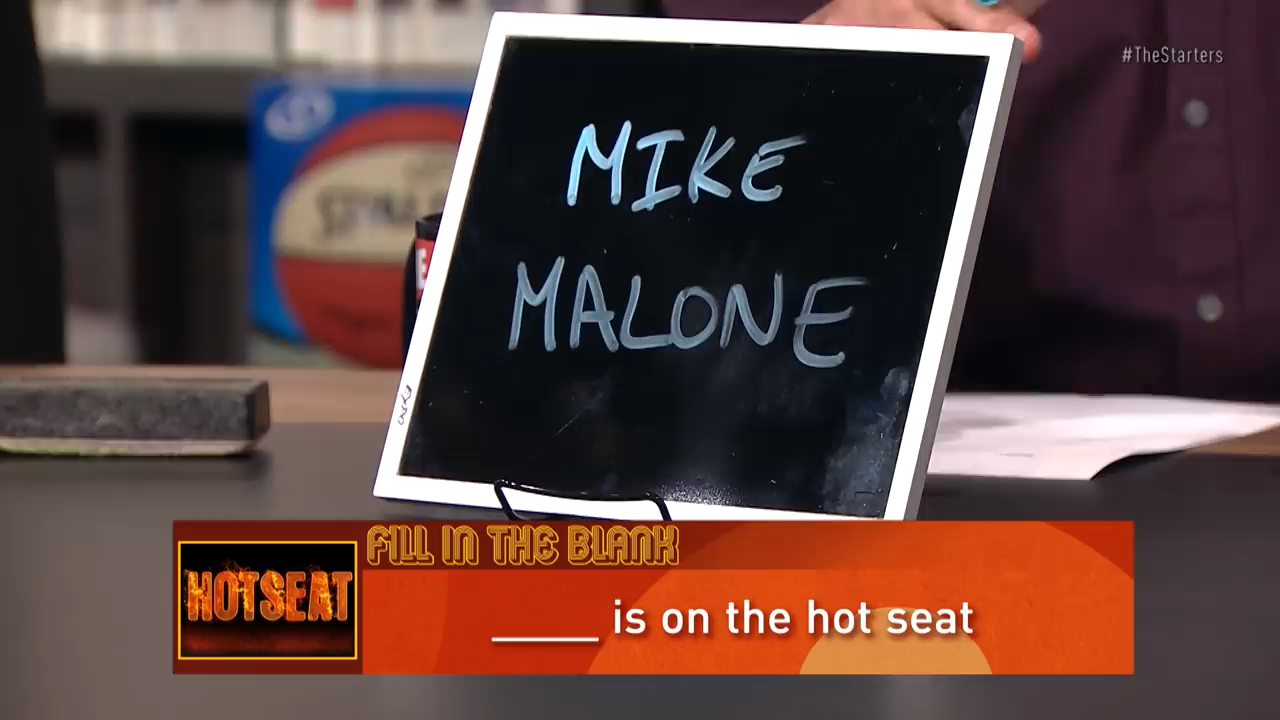 #TheStarters
MIKE
MALONE
FILL IN THE BLANK
HOTSEAT
_____ is on the hot seat